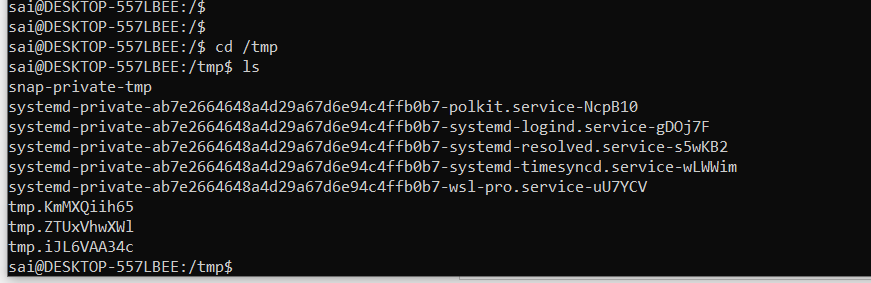 sai@DESKTOP-557LBEE:/$
sai@DESKTOP-557LBEE:/$
sai@DESKTOP-557LBEE:/$ cd /tmp
sai@DESKTOP-557LBEE:/tmp$ ls
snap-private-tmp
systemd-private-ab7e2664648a4d29a67d6e94c4ffb0b7-polkit.service-NcpB10
systemd-private-ab7e2664648a4d29a67d6e94c4ffb0b7-systemd-logind.service-gDOj7F
systemd-private-ab7e2664648a4d29a67d6e94c4ffb0b7-systemd-resolved.service-s5wKB2
systemd-private-ab7e2664648a4d29a67d6e94c4ffb0b7-systemd-timesyncd.service-wLWWim
systemd-private-ab7e2664648a4d29a67d6e94c4ffb0b7-wsl-pro.service-uU7YCV
tmp.KmMXQiih65
tmp.ZTUxVhwXWl
tmp.iJL6VAA34c
sai@DESKTOP-557LBEE:/tmp$